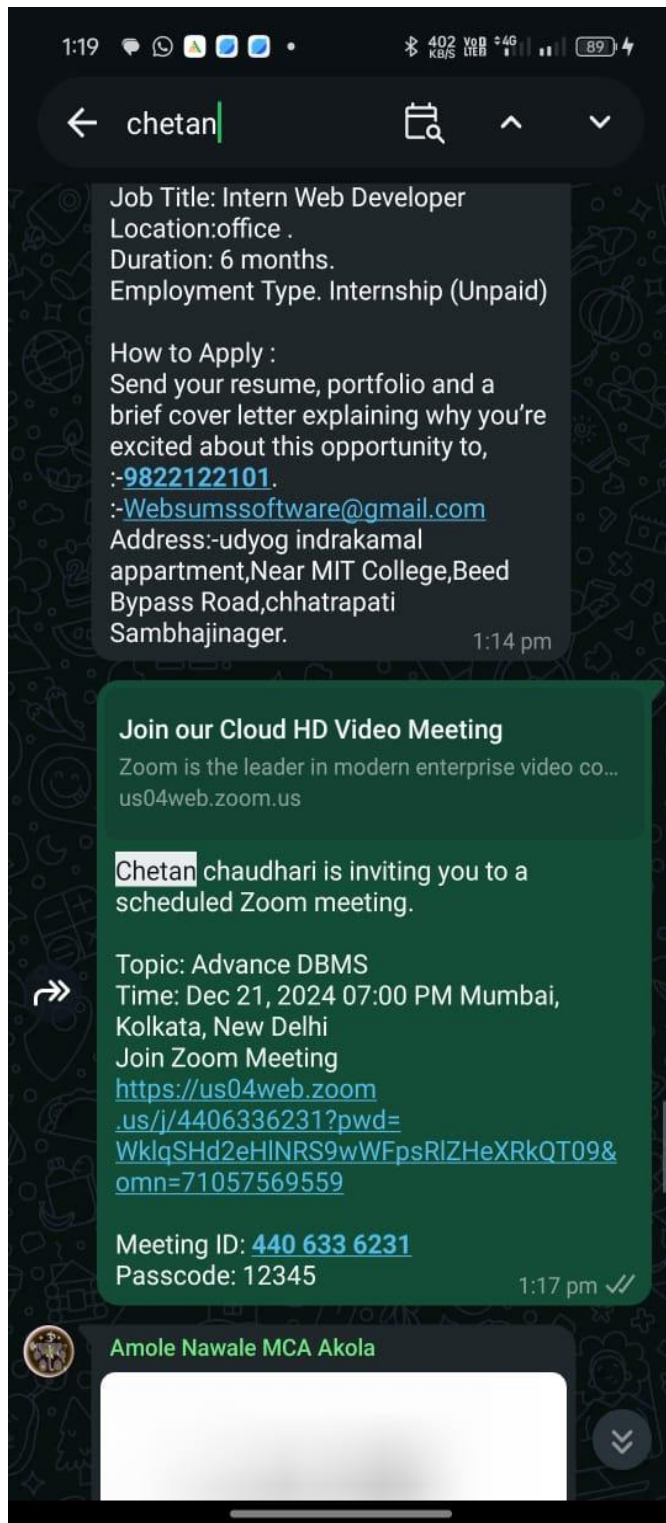 1:19
402 KB/S VoB LTEB 4G 89
chetan
Job Title: Intern Web Developer
Location:office .
Duration: 6 months.
Employment Type. Internship (Unpaid)
How to Apply :
Send your resume, portfolio and a
brief cover letter explaining why you’re
excited about this opportunity to,
:-9822122101.
:-Websumssoftware@gmail.com
Address:-udyog indrakamal
appartment,Near MIT College,Beed
Bypass Road,chhatrapati
Sambhajinager.
1:14 pm
Join our Cloud HD Video Meeting
Zoom is the leader in modern enterprise video co...
us04web.zoom.us
Chetan chaudhari is inviting you to a
scheduled Zoom meeting.
Topic: Advance DBMS
Time: Dec 21, 2024 07:00 PM Mumbai,
Kolkata, New Delhi
Join Zoom Meeting
https://us04web.zoom
.us/j/4406336231?pwd=
WklqSHd2eHlNRS9wWFpsRlZHeXRkQT09&
omn=71057569559
Meeting ID: 440 633 6231
Passcode: 12345
1:17 pm
Amole Nawale MCA Akola